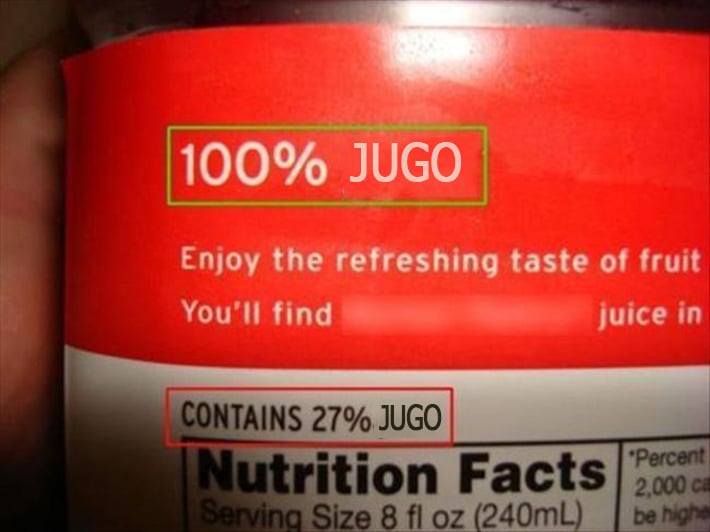 100% JUGO
Enjoy the refreshing taste of fruit
You'll find juice in
CONTAINS 27% JUGO
Nutrition Facts
Serving Size 8 fl oz (240mL)
*Percent
2,000
be